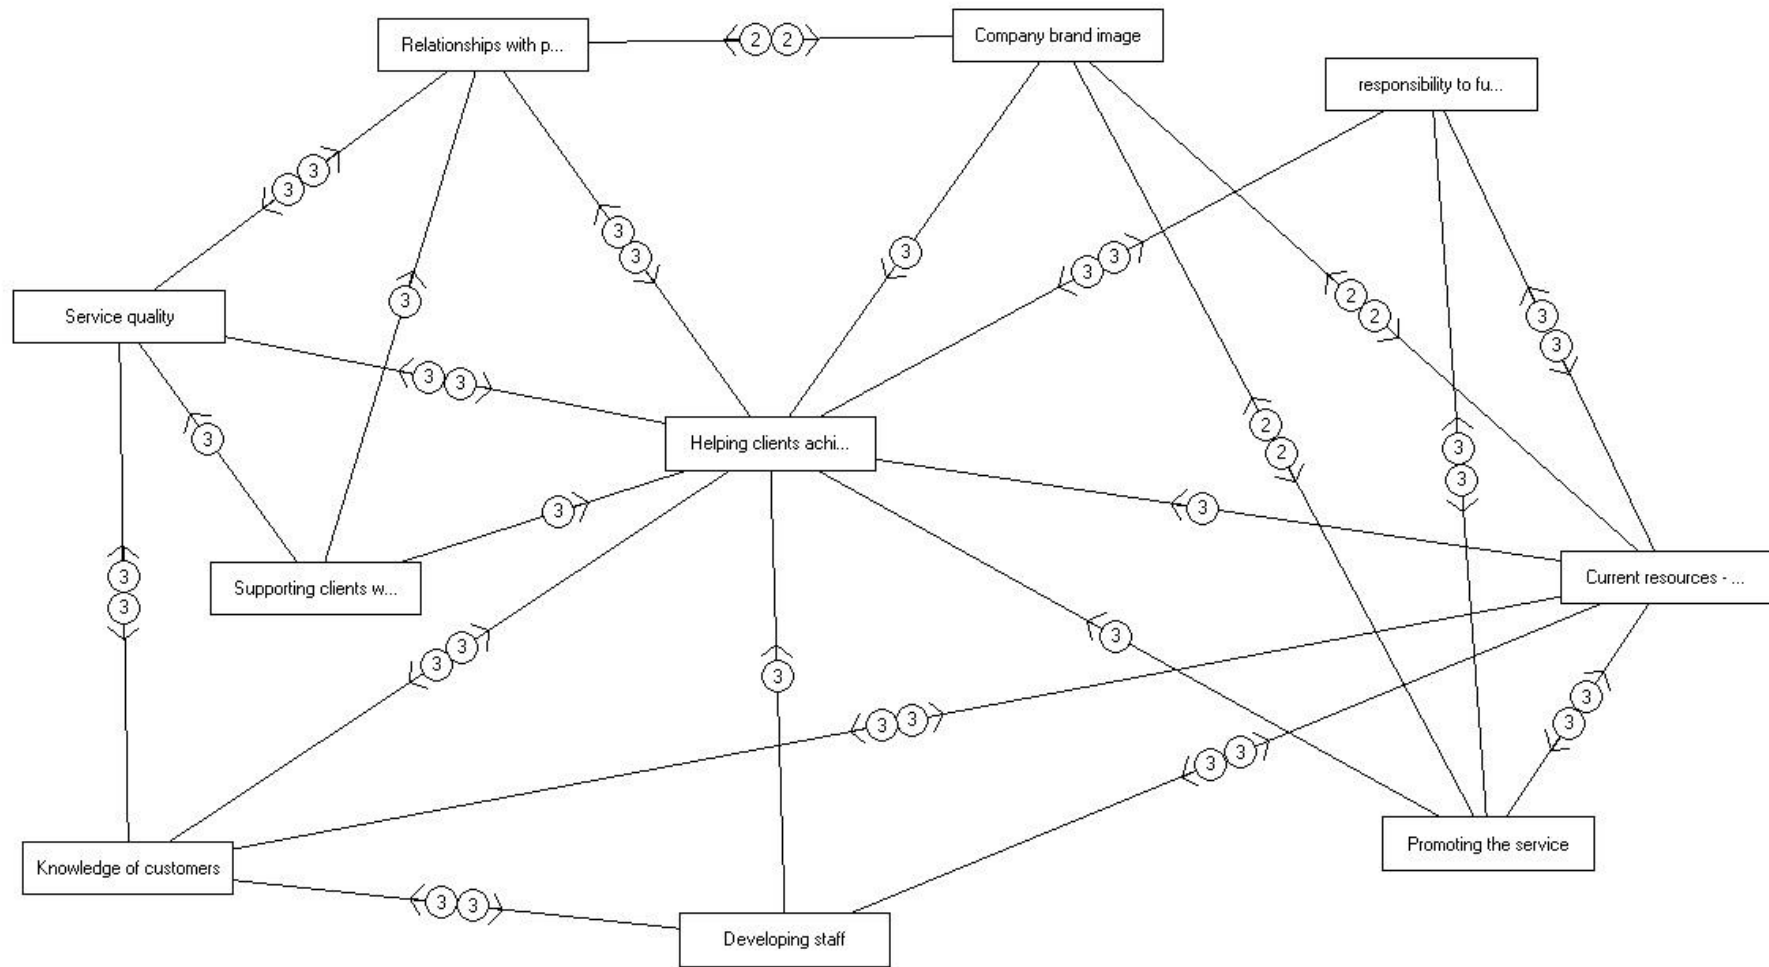 Relationships with p...
2 2
Company brand image
responsibility to fu...
3 3
3
3
3
3 3
3
Service quality
2
2
3
3
3 3
2
2
3
Helping clients achi...
3
3
3
3
3
3
Supporting clients w...
Current resources - ...
3
3
3 3
3
3 3
3 3
3 3
Knowledge of customers
Promoting the service
3 3
Developing staff